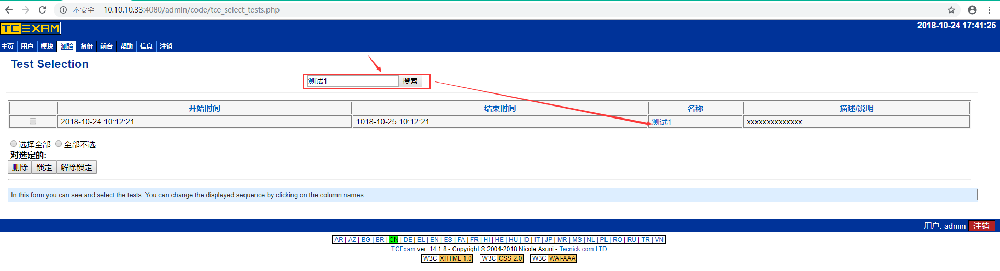 不安全 | 10.10.10.33:4080/admin/code/tce_select_tests.php
TCEXAM
2018-10-24 17:41:25
主页 用户 模块 测验 备份 前台 帮助 信息 注销
Test Selection
测试1 搜索
开始时间 结束时间 名称 描述/说明
2018-10-24 10:12:21 1018-10-25 10:12:21 测试1 xxxxxxxxxxxxxx
选择全部 全部不选
对选定的:
删除 锁定 解除锁定
In this form you can see and select the tests. You can change the displayed sequence by clicking on the column names.
用户: admin 注销
AR | AZ | BG | BR | CN | DE | EL | EN | ES | FA | FR | HI | HE | HU | ID | IT | JP | MR | MS | NL | PL | RO | RU | TR | VN
TCExam ver. 14.1.8 - Copyright © 2004-2018 Nicola Asuni - Tecnick.com LTD
W3C XHTML 1.0 W3C CSS 2.0 W3C WAI-AAA